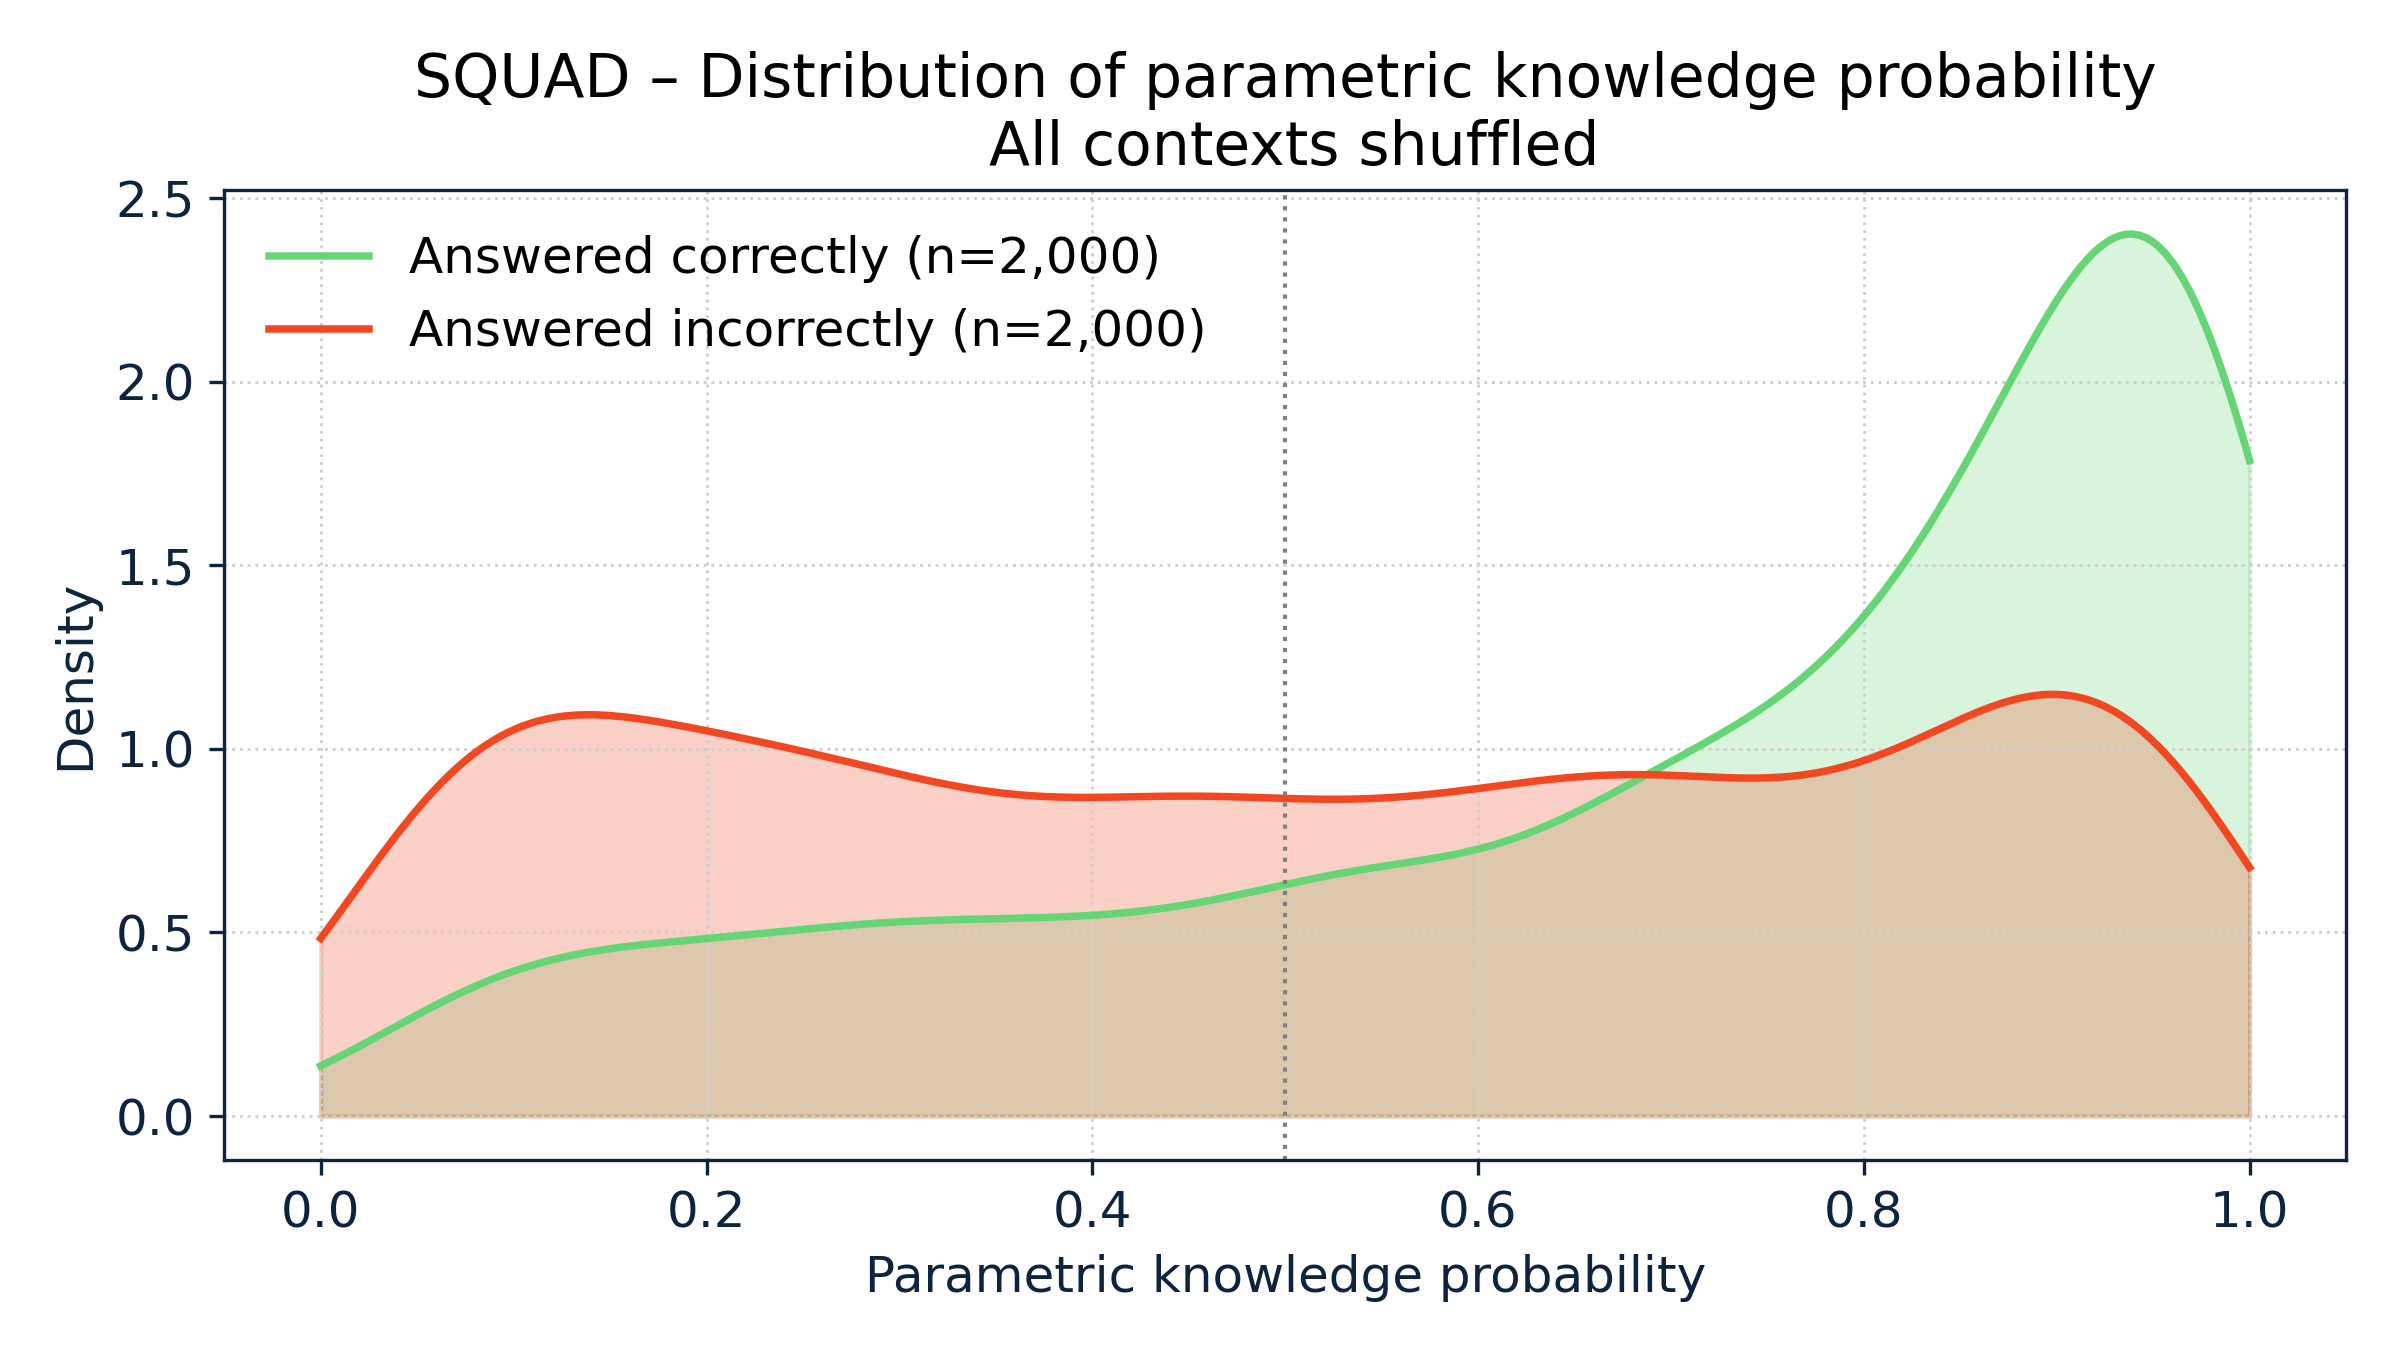 SQUAD – Distribution of parametric knowledge probability
All contexts shuffled
2.5
2.0
1.5
1.0
0.5
0.0
Density
Answered correctly (n=2,000)
Answered incorrectly (n=2,000)
0.0 0.2 0.4 0.6 0.8 1.0
Parametric knowledge probability